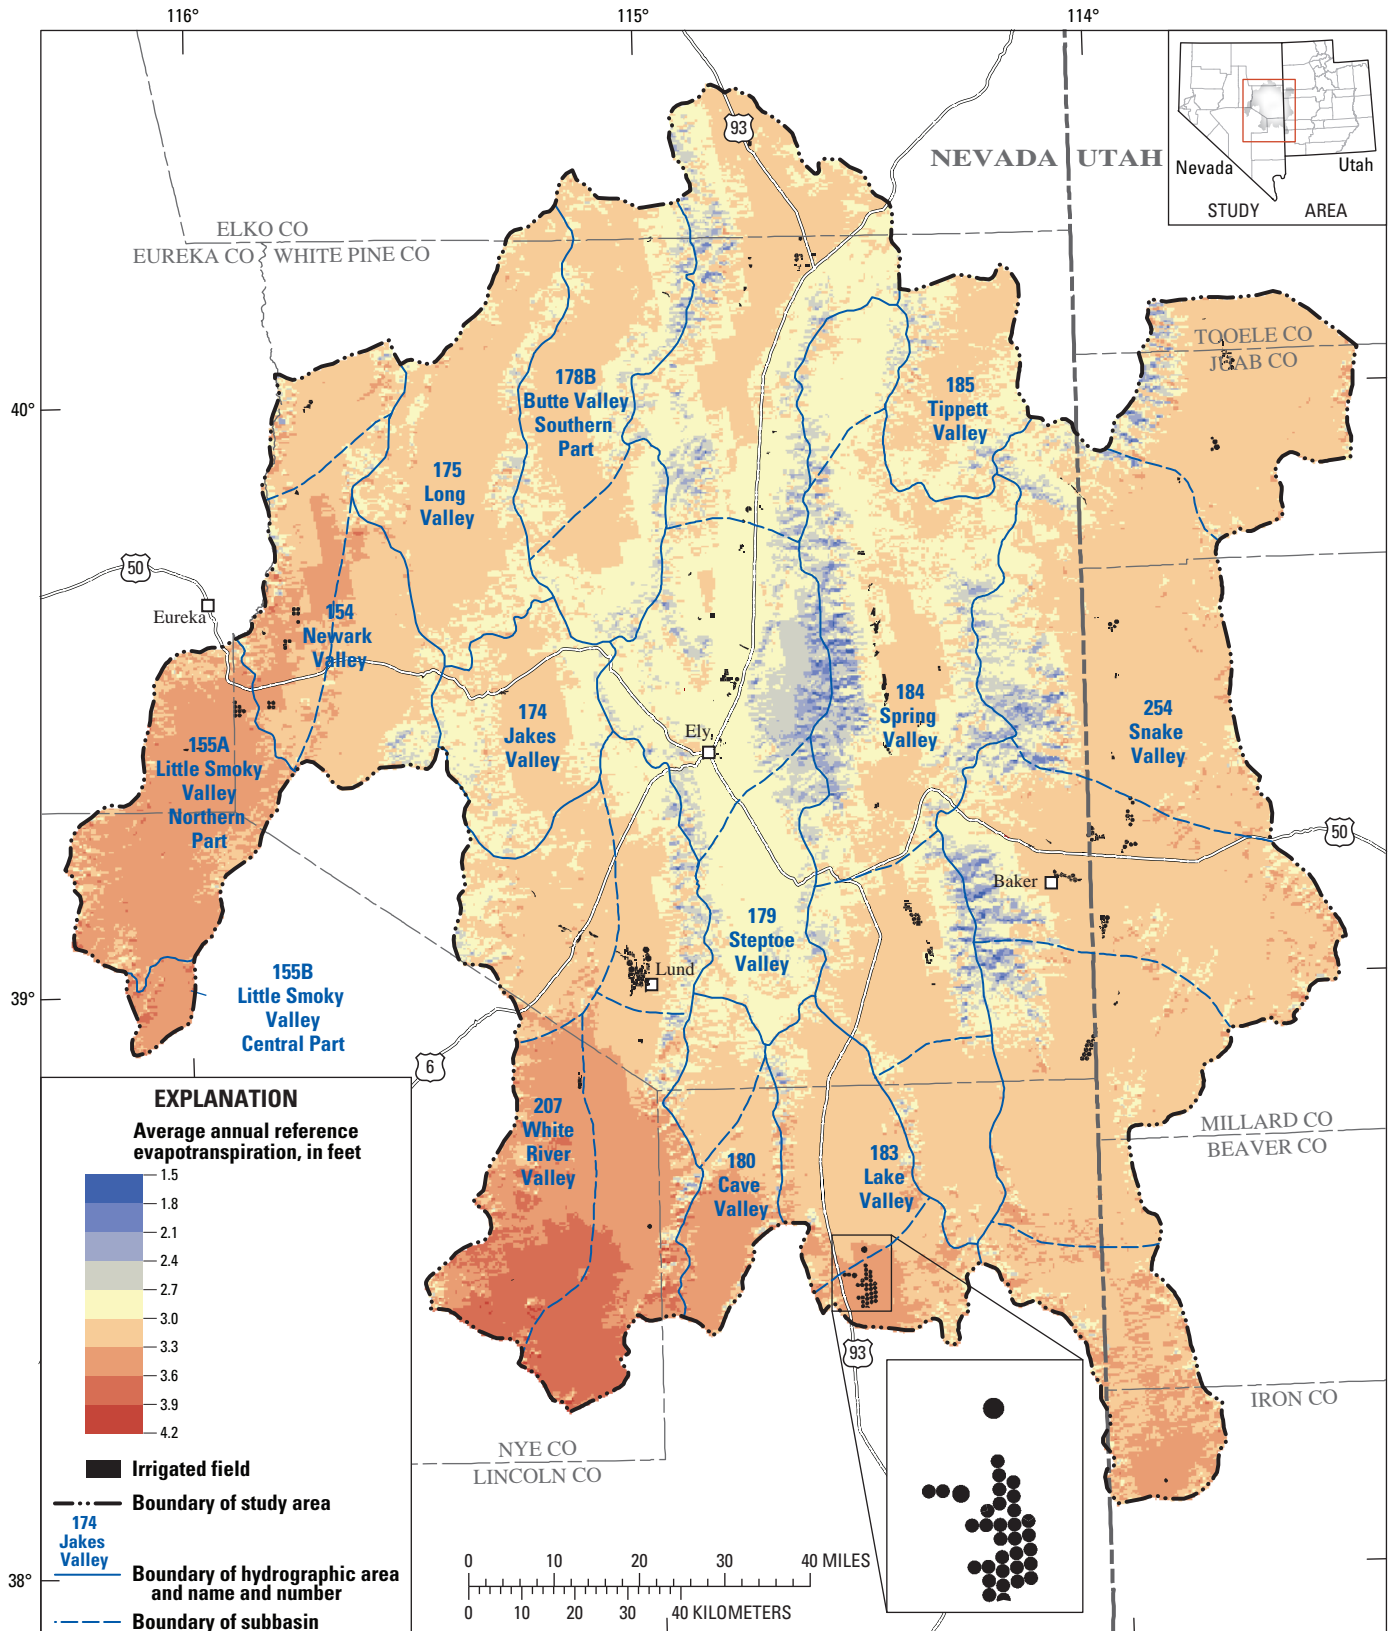 116°
115°
114°
93
NEVADA
UTAH
Nevada
Utah
STUDY AREA
ELKO CO
EUREKA CO
WHITE PINE CO
TOOELE CO
JUAB CO
40°
178B
Butte Valley
Southern
Part
185
Tippett
Valley
175
Long
Valley
50
Eureka
154
Newark
Valley
174
Jakes
Valley
Ely
184
Spring
Valley
254
Snake
Valley
155A
Little Smoky
Valley
Northern
Part
50
Baker
179
Steptoe
Valley
Lund
39°
155B
Little Smoky
Valley
Central Part
6
207
White
River
Valley
180
Cave
Valley
183
Lake
Valley
MILLARD CO
BEAVER CO
93
IRON CO
NYE CO
LINCOLN CO
38°
EXPLANATION
Average annual reference
evapotranspiration, in feet
1.5
1.8
2.1
2.4
2.7
3.0
3.3
3.6
3.9
4.2
Irrigated field
Boundary of study area
174
Jakes
Valley
Boundary of hydrographic area
and name and number
Boundary of subbasin
0 10 20 30 40 MILES
0 10 20 30 40 KILOMETERS